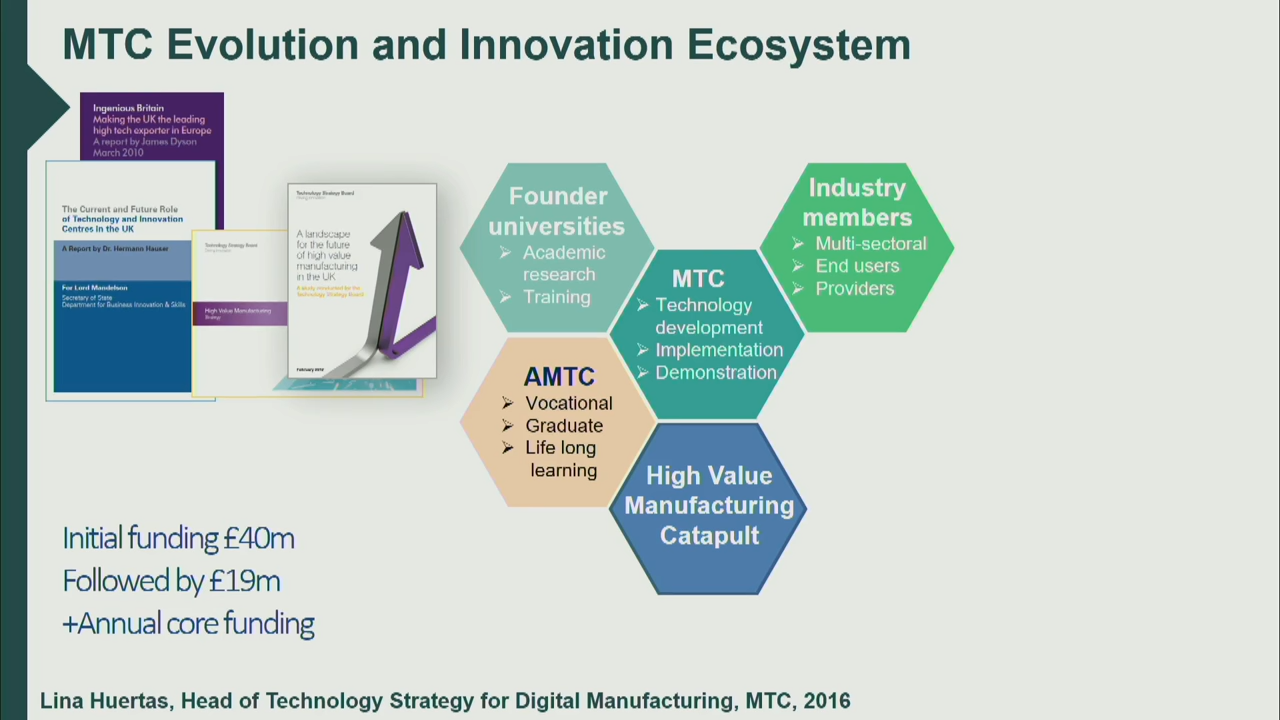 MTC Evolution and Innovation Ecosystem
Ingenious Britain
Making the UK the leading
high tech exporter in Europe
A report by James Dyson
March 2010
The Current and Future Role
of Technology and Innovation
Centres in the UK
A Report by Dr. Hermann Hauser
For Lord Mandelson
Secretary of State
Department for Business Innovation & Skills
Technology Strategy Board
High Value Manufacturing
Strategy
Technology Strategy Board
A landscape
for the future
of high value
manufacturing
in the UK
A study conducted for the
Technology Strategy Board
February 2012
Founder
universities
Academic
research
Training
AMTC
Vocational
Graduate
Life long
learning
MTC
Technology
development
Implementation
Demonstration
High Value
Manufacturing
Catapult
Industry
members
Multi-sectoral
End users
Providers
Initial funding £40m
Followed by £19m
+Annual core funding
Lina Huertas, Head of Technology Strategy for Digital Manufacturing, MTC, 2016